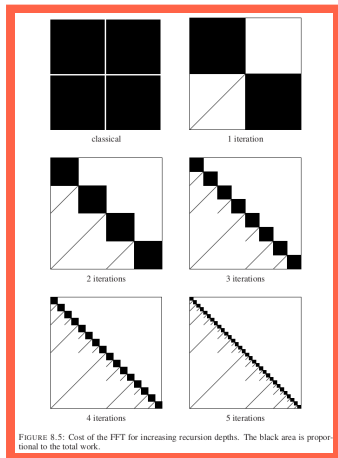 classical
1 iteration
2 iterations
3 iterations
4 iterations
5 iterations
FIGURE 8.5: Cost of the FFT for increasing recursion depths. The black area is propor-
tional to the total work.